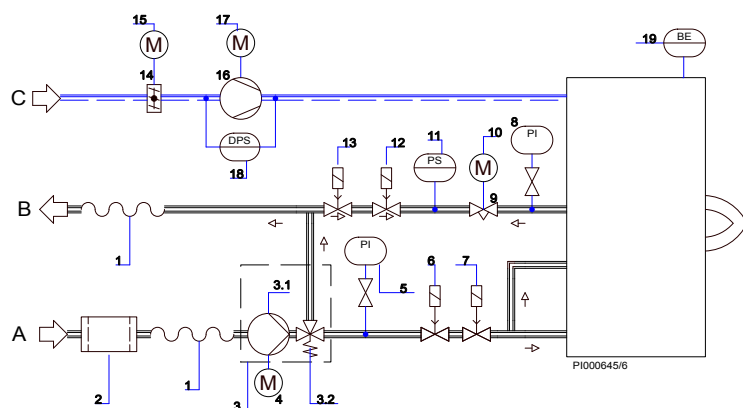 15 17 19 BE
M M
14 16
C
DPS
18
13 12 11 10 8
PS M PI
9
B
1
PI 6 7
3.1 5
A
M
2 1 3 4 3.2
PI000645/6